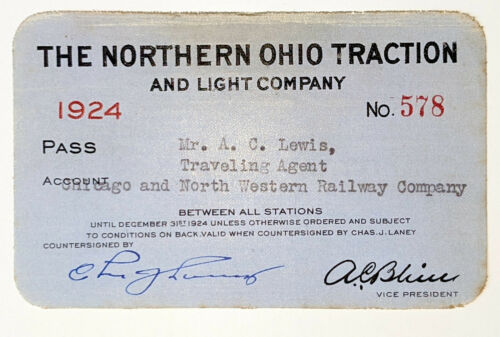 THE NORTHERN OHIO TRACTION
AND LIGHT COMPANY
1924 No. 578
PASS Mr. A. C. Lewis,
Traveling Agent
ACCOUNT Chicago and North Western Railway Company
BETWEEN ALL STATIONS
UNTIL DECEMBER 31ST 1924 UNLESS OTHERWISE ORDERED AND SUBJECT
TO CONDITIONS ON BACK. VALID WHEN COUNTERSIGNED BY CHAS. J. LANEY
COUNTERSIGNED BY
Chas J Laney
VICE PRESIDENT